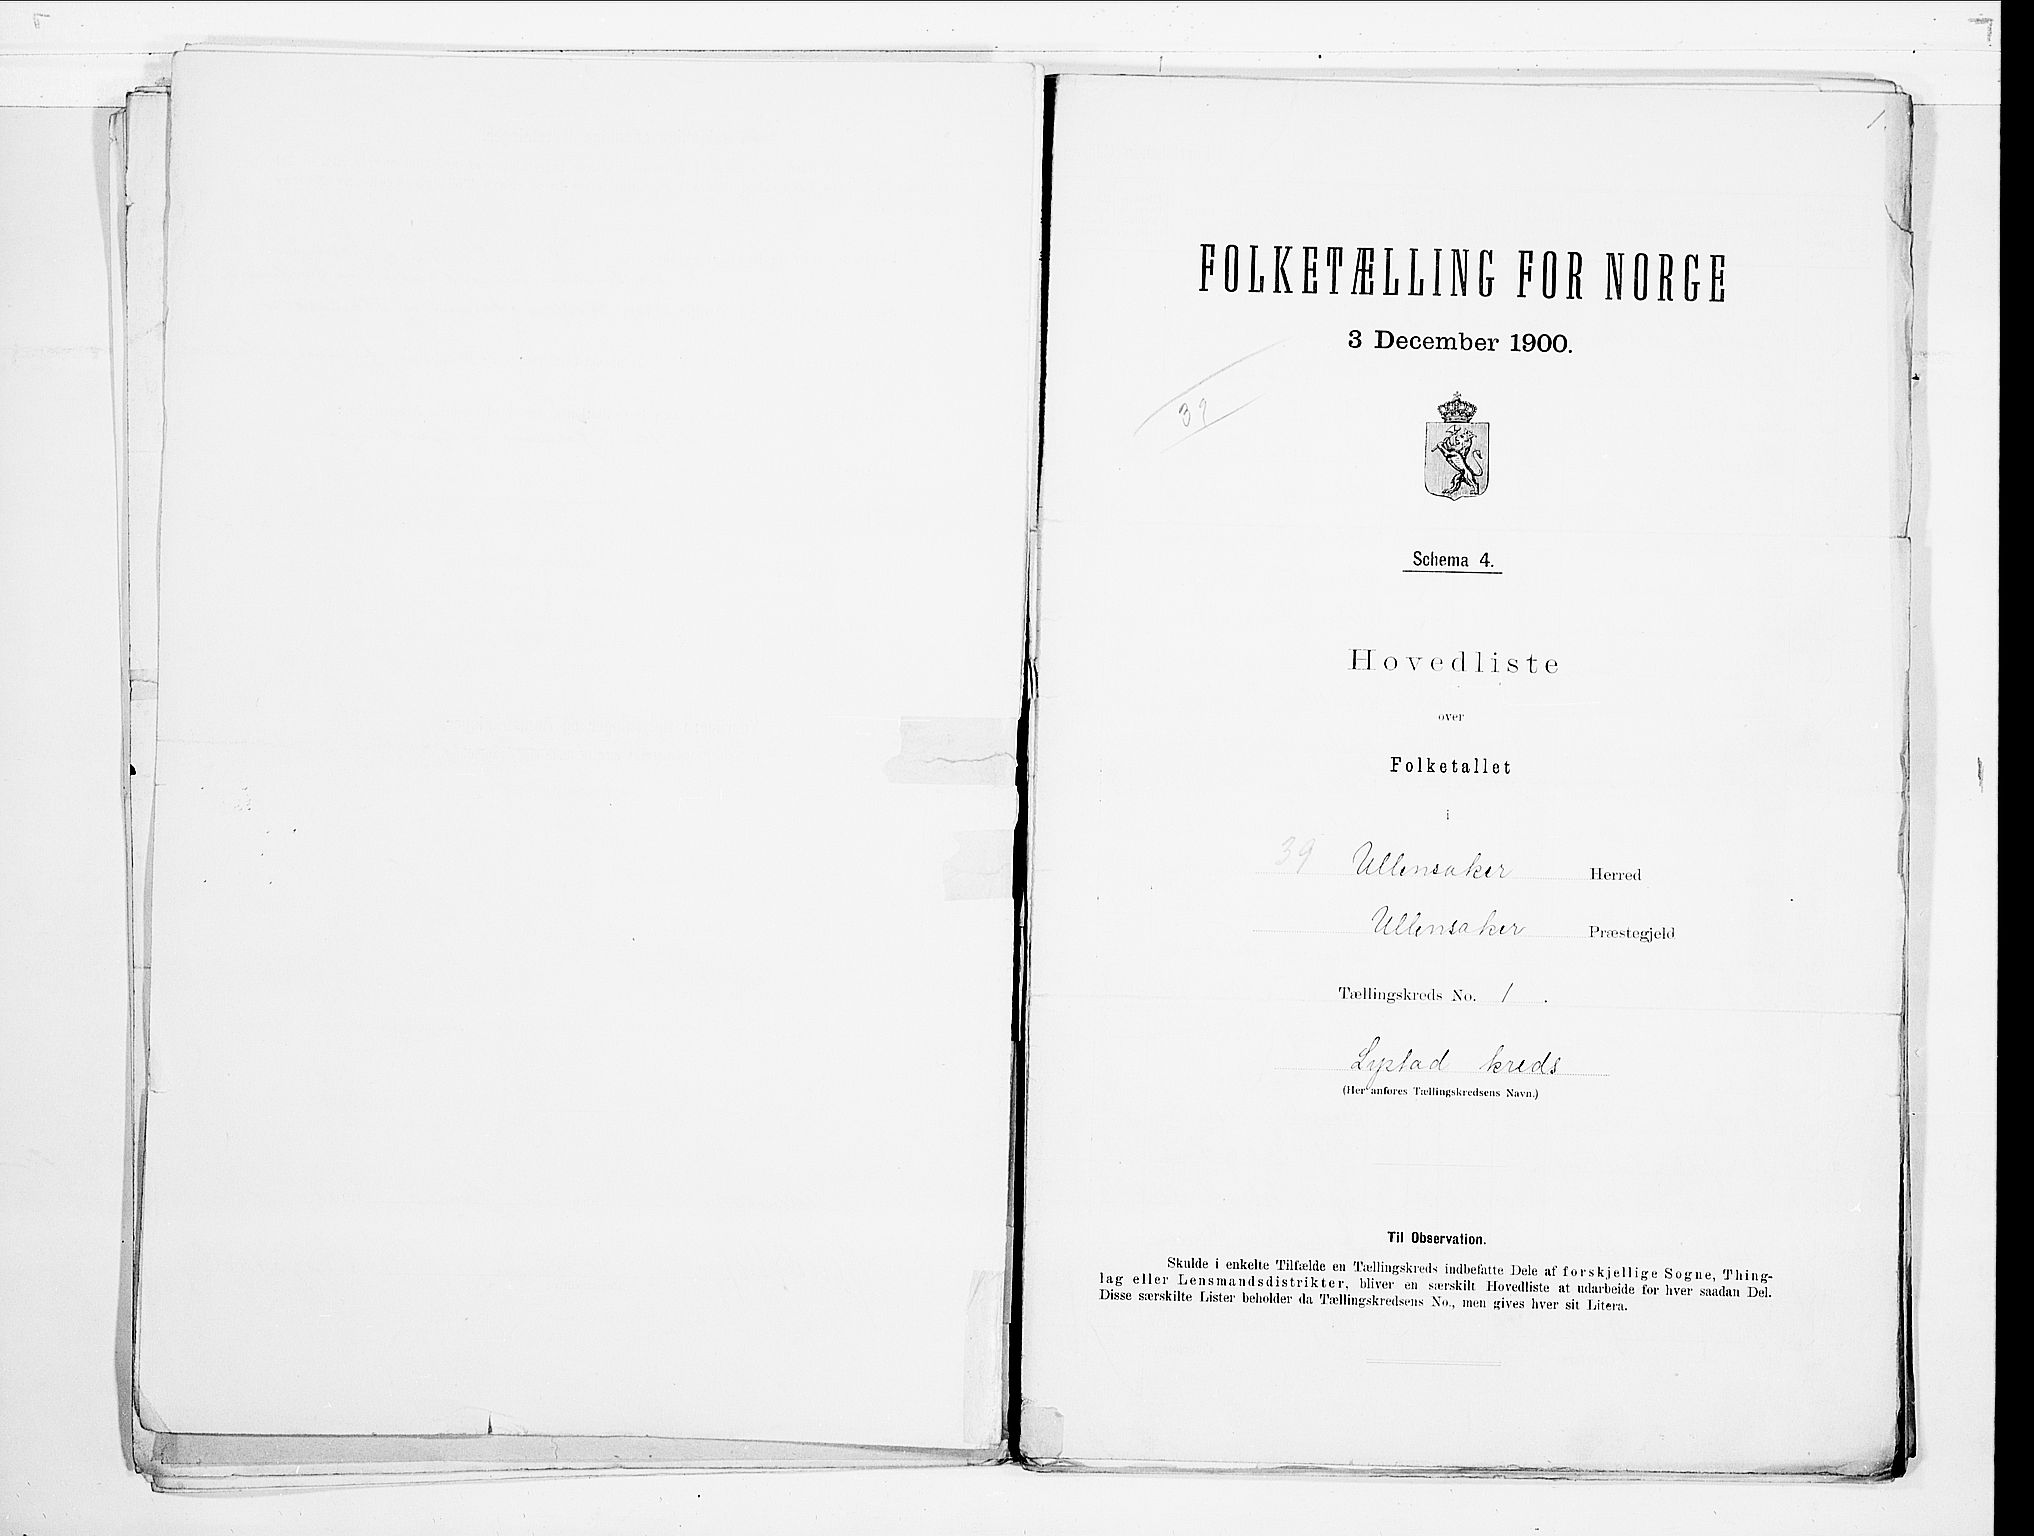 1.
FOLKETÆLLING FOR NORGE
3 December 1900.
39
Schema 4.
Hovedliste
over
Folketallet
i
39 Ullensaker Herred
Ullensaker Præstegjeld
Tællingskreds No. 1.
Lystad kreds
(Her anføres Tællingskredsens Navn.)
Til Observation.
Skulde i enkelte Tilfælde en Tællingskreds indbefatte Dele af forskjellige Sogne, Thing-
lag eller Lensmandsdistrikter, bliver en særskilt Hovedliste at udarbeide for hver saadan Del.
Disse særskilte Lister beholder da Tællingskredsens No., men gives hver sit Litera.